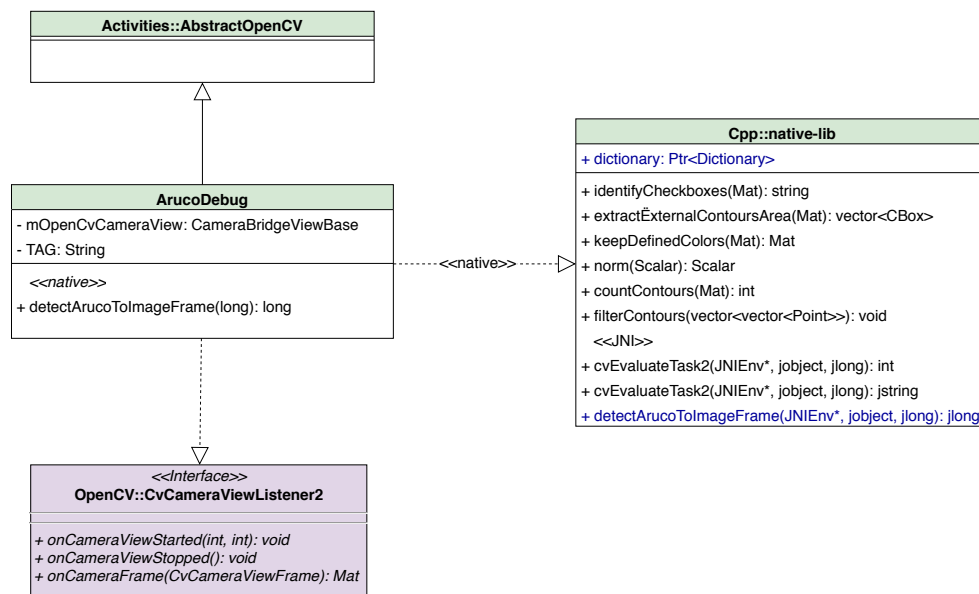 Activities::AbstractOpenCV
ArucoDebug
- mOpenCvCameraView: CameraBridgeViewBase
- TAG: String
<<native>>
+ detectArucoToImageFrame(long): long
<<native>>
Cpp::native-lib
+ dictionary: Ptr<Dictionary>
+ identifyCheckboxes(Mat): string
+ extractËxternalContoursArea(Mat): vector<CBox>
+ keepDefinedColors(Mat): Mat
+ norm(Scalar): Scalar
+ countContours(Mat): int
+ filterContours(vector<vector<Point>>): void
<<JNI>>
+ cvEvaluateTask2(JNIEnv*, jobject, jlong): int
+ cvEvaluateTask2(JNIEnv*, jobject, jlong): jstring
+ detectArucoToImageFrame(JNIEnv*, jobject, jlong): jlong
<<Interface>>
OpenCV::CvCameraViewListener2
+ onCameraViewStarted(int, int): void
+ onCameraViewStopped(): void
+ onCameraFrame(CvCameraViewFrame): Mat